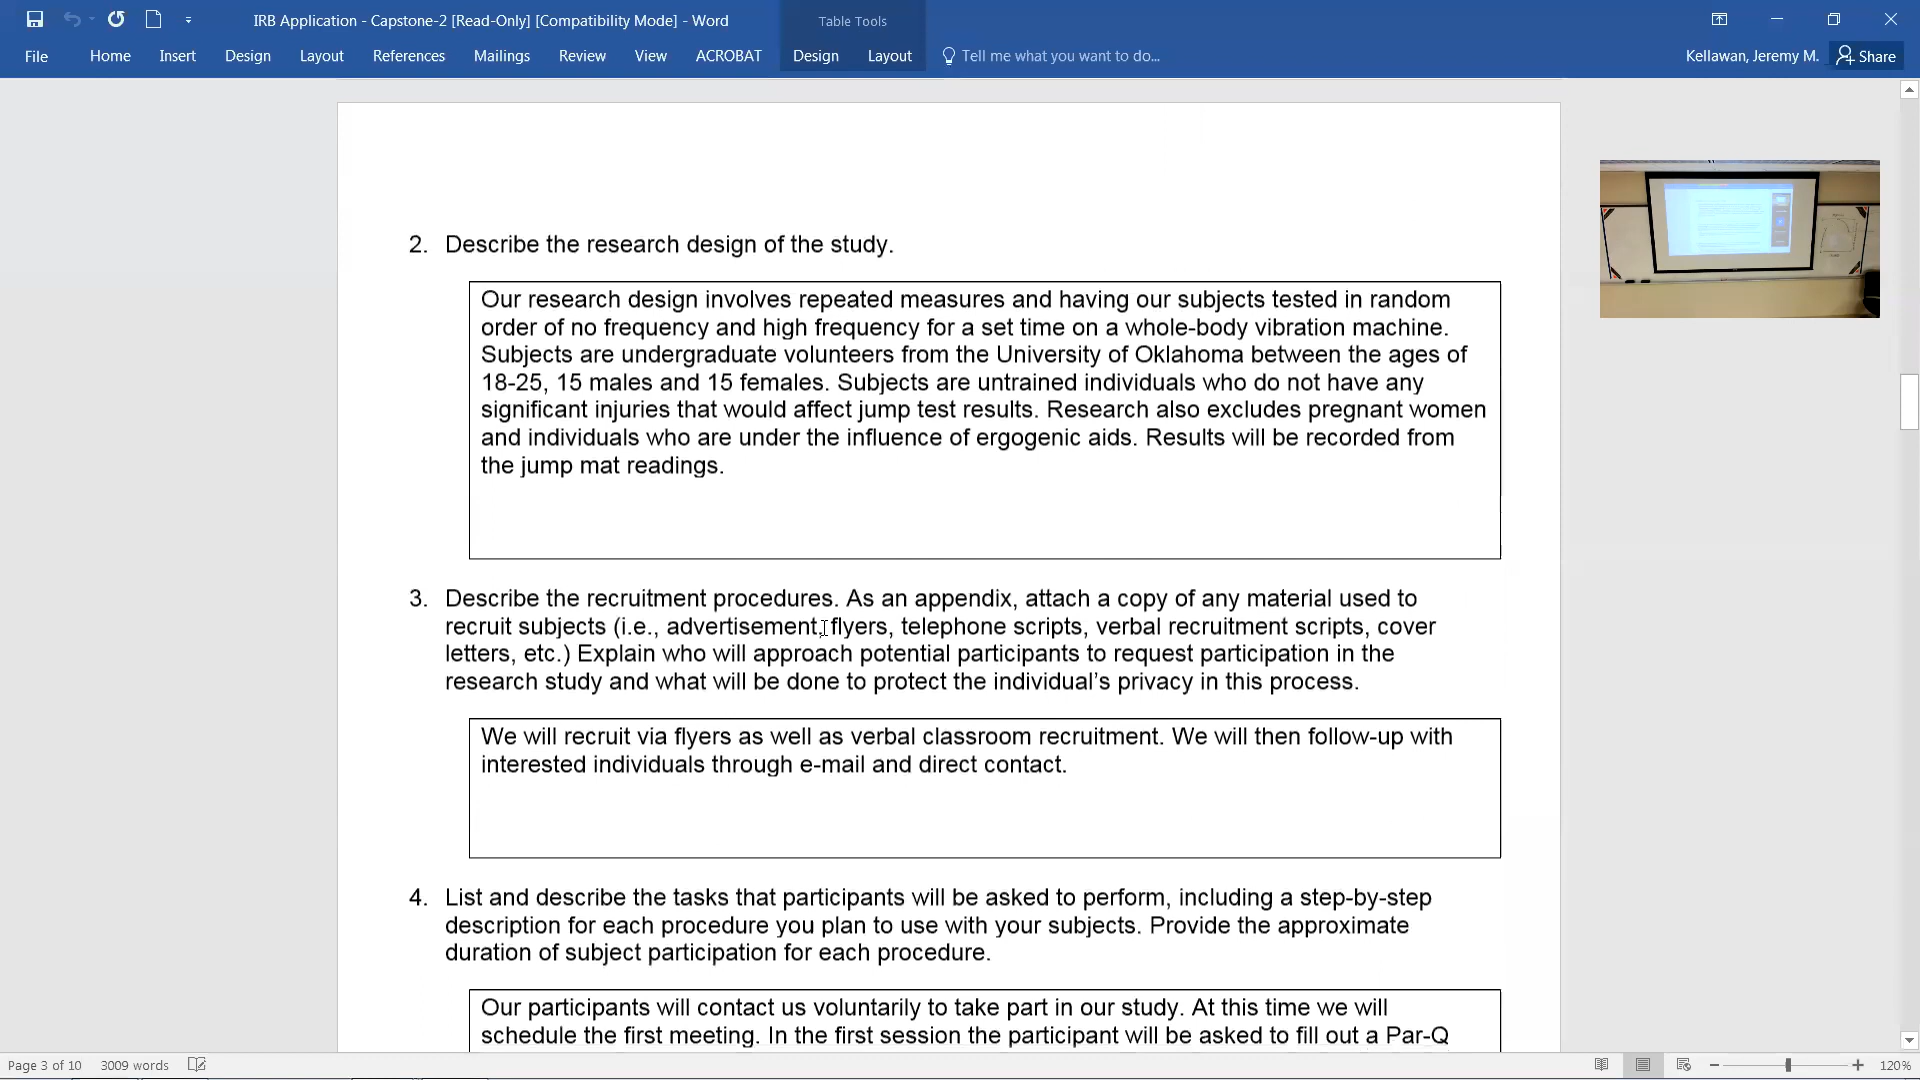 IRB Application - Capstone-2 [Read-Only] [Compatibility Mode] - Word
Table Tools
File
Home
Insert
Design
Layout
References
Mailings
Review
View
ACROBAT
Design
Layout
Tell me what you want to do...
Kellawan, Jeremy M.
Share
2. Describe the research design of the study.
Our research design involves repeated measures and having our subjects tested in random
order of no frequency and high frequency for a set time on a whole-body vibration machine.
Subjects are undergraduate volunteers from the University of Oklahoma between the ages of
18-25, 15 males and 15 females. Subjects are untrained individuals who do not have any
significant injuries that would affect jump test results. Research also excludes pregnant women
and individuals who are under the influence of ergogenic aids. Results will be recorded from
the jump mat readings.
3. Describe the recruitment procedures. As an appendix, attach a copy of any material used to
recruit subjects (i.e., advertisement, flyers, telephone scripts, verbal recruitment scripts, cover
letters, etc.) Explain who will approach potential participants to request participation in the
research study and what will be done to protect the individual’s privacy in this process.
We will recruit via flyers as well as verbal classroom recruitment. We will then follow-up with
interested individuals through e-mail and direct contact.
4. List and describe the tasks that participants will be asked to perform, including a step-by-step
description for each procedure you plan to use with your subjects. Provide the approximate
duration of subject participation for each procedure.
Our participants will contact us voluntarily to take part in our study. At this time we will
schedule the first meeting. In the first session the participant will be asked to fill out a Par-Q
Page 3 of 10
3009 words
120%